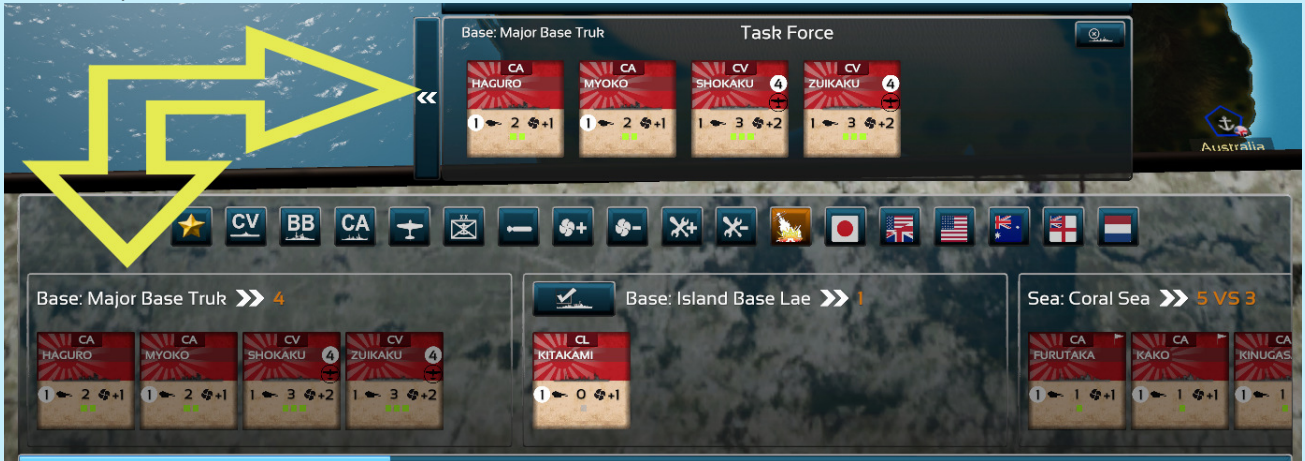 Base: Major Base Truk
Task Force
CA CA CV CV
HAGURO MYOKO SHOKAKU 4 ZUIKAKU 4
1 2 +1 1 2 +1 1 3 +2 1 3 +2
Australia
CV BB CA XX + - + -
Base: Major Base Truk 4
Base: Island Base Lae 1
Sea: Coral Sea 5 VS 3
CA CA CV CV CL CA CA CA
HAGURO MYOKO SHOKAKU 4 ZUIKAKU 4 KITAKAMI FURUTAKA KAKO KINUGAS
1 2 +1 1 2 +1 1 3 +2 1 3 +2 1 0 +1 1 1 +1 1 1 +1 1 1